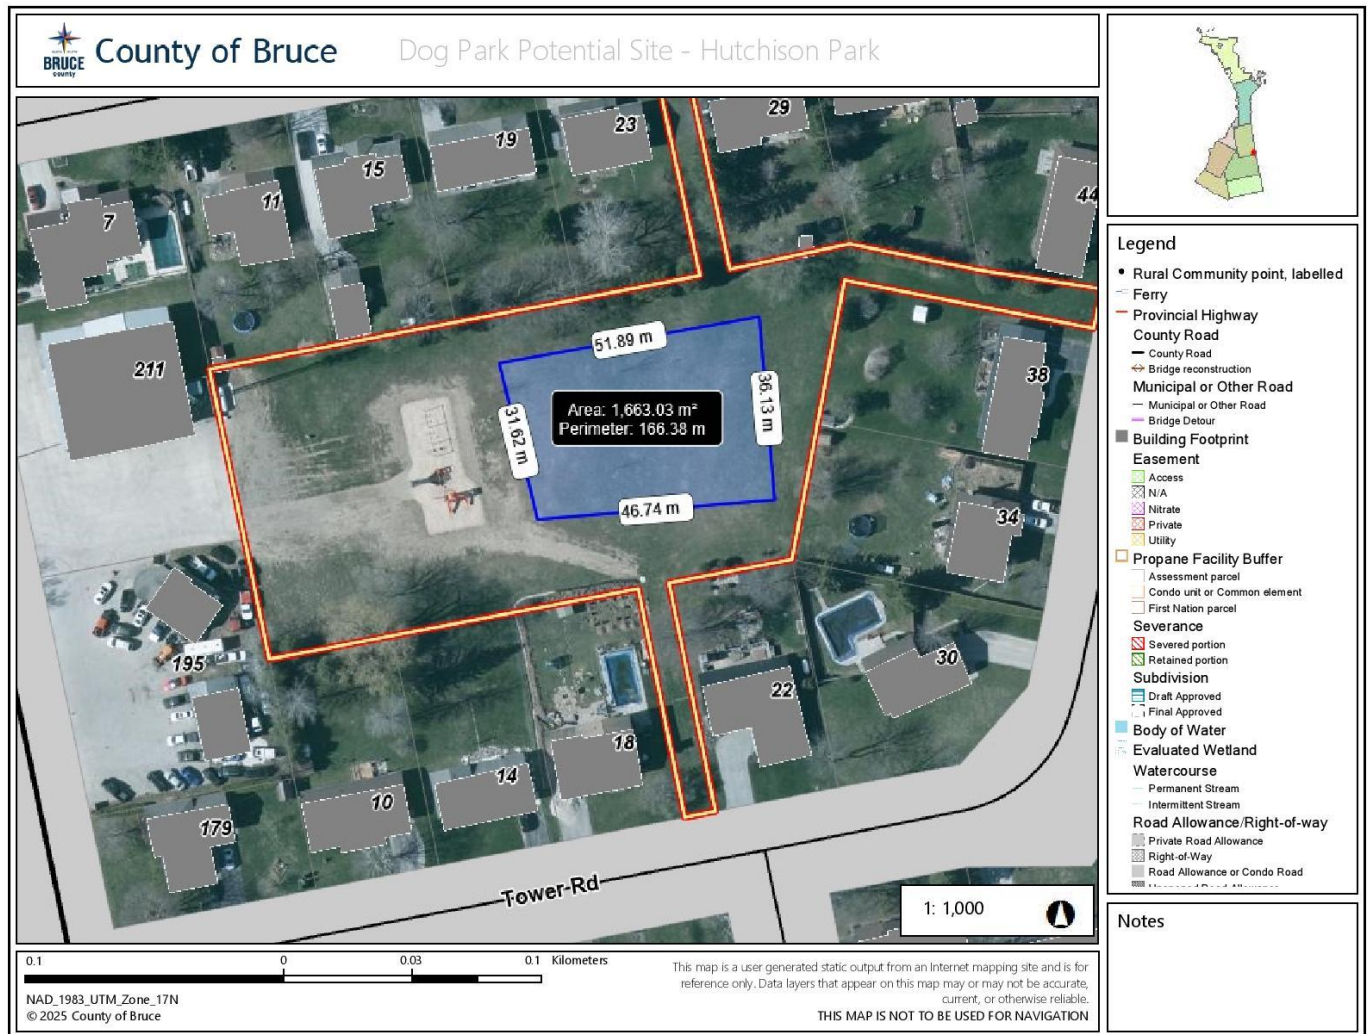 BRUCE
county
County of Bruce
Dog Park Potential Site - Hutchison Park
7
11
15
19
23
29
44
211
38
34
30
22
18
14
10
179
195
51.89 m
36.13 m
31.62 m
46.74 m
Area: 1,663.03 m²
Perimeter: 166.38 m
Tower Rd
1: 1,000
Legend
Rural Community point, labelled
Ferry
Provincial Highway
County Road
County Road
Bridge reconstruction
Municipal or Other Road
Municipal or Other Road
Bridge Detour
Building Footprint
Easement
Access
N/A
Nitrate
Private
Utility
Propane Facility Buffer
Assessment parcel
Condo unit or Common element
First Nation parcel
Severance
Severed portion
Retained portion
Subdivision
Draft Approved
Final Approved
Body of Water
Evaluated Wetland
Watercourse
Permanent Stream
Intermittent Stream
Road Allowance/Right-of-way
Private Road Allowance
Right-of-Way
Road Allowance or Condo Road
Notes
0.1 0 0.03 0.1 Kilometers
NAD_1983_UTM_Zone_17N
© 2025 County of Bruce
This map is a user generated static output from an Internet mapping site and is for
reference only. Data layers that appear on this map may or may not be accurate,
current, or otherwise reliable.
THIS MAP IS NOT TO BE USED FOR NAVIGATION